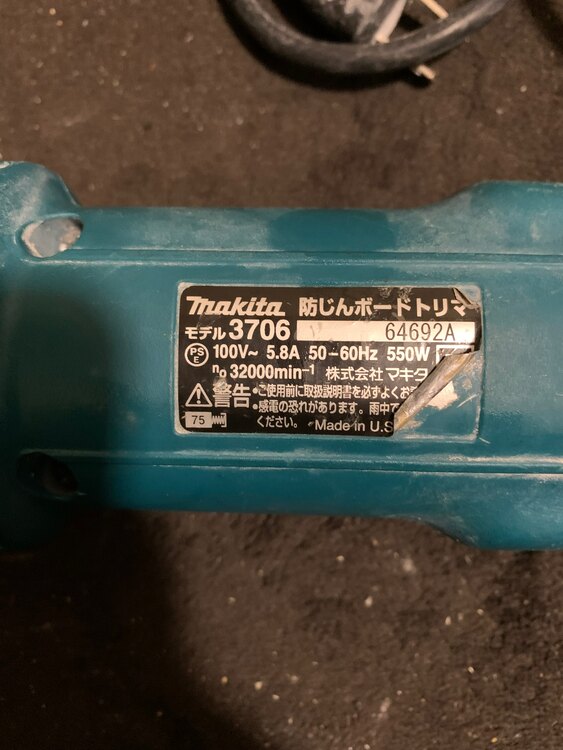 makita 防じんボードトリマ
モデル 3706 64692A
PS E 100V~ 5.8A 50-60Hz 550W
n₀ 32000min⁻¹ 株式会社 マキタ
警告 •ご使用前に取扱説明書を必ずよくお
•感電の恐れがあります。雨中で
75 ください。 Made in U.S